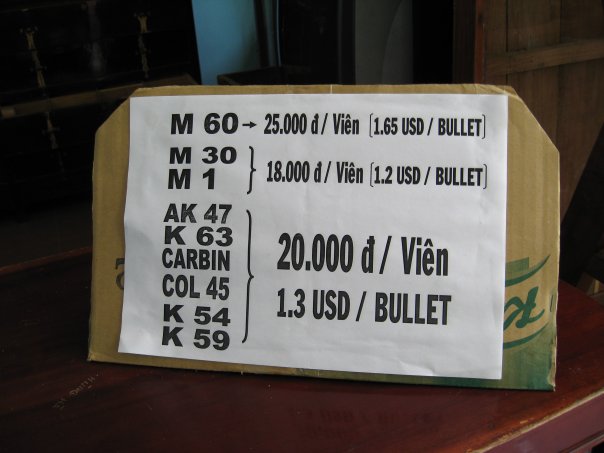 M 60 → 25.000 đ / Viên [1.65 USD / BULLET]
M 30
M 1
18.000 đ / Viên [1.2 USD / BULLET]
AK 47
K 63
CARBIN
COL 45
K 54
K 59
20.000 đ / Viên
1.3 USD / BULLET